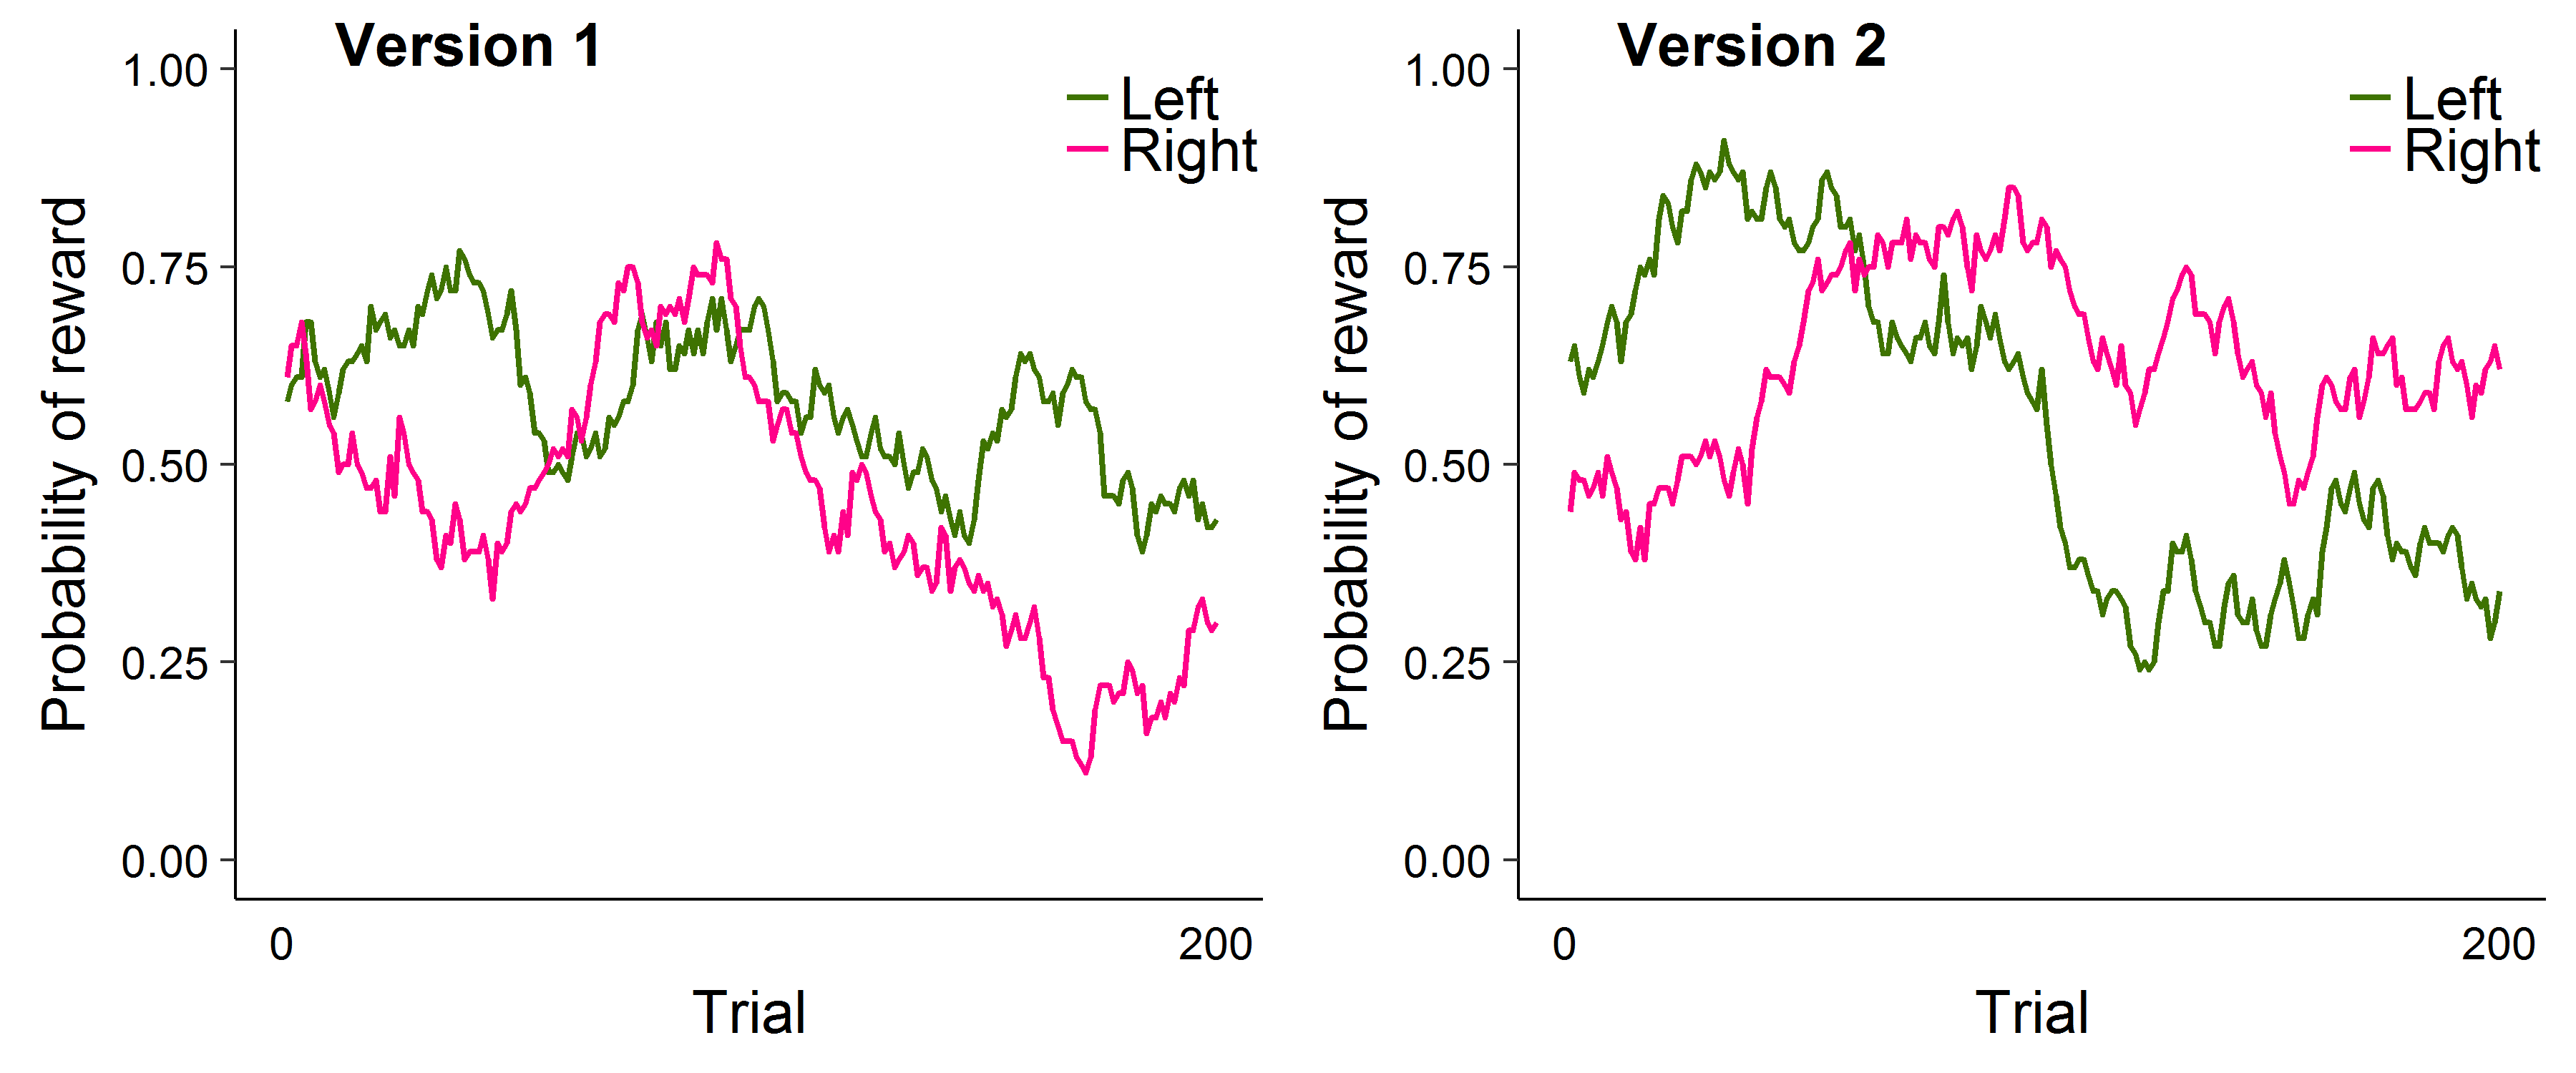 Version 1
Left
Right
1.00
0.75
0.50
0.25
0.00
Probability of reward
0
200
Trial
Version 2
Left
Right
1.00
0.75
0.50
0.25
0.00
Probability of reward
0
200
Trial